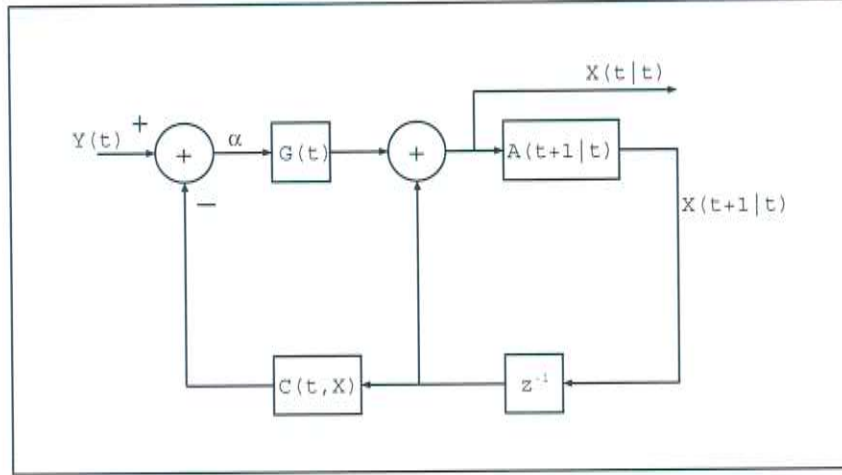 X(t|t)
Y(t)
+
+
α
G(t)
+
A(t+1|t)
−
X(t+1|t)
C(t,X)
z⁻¹